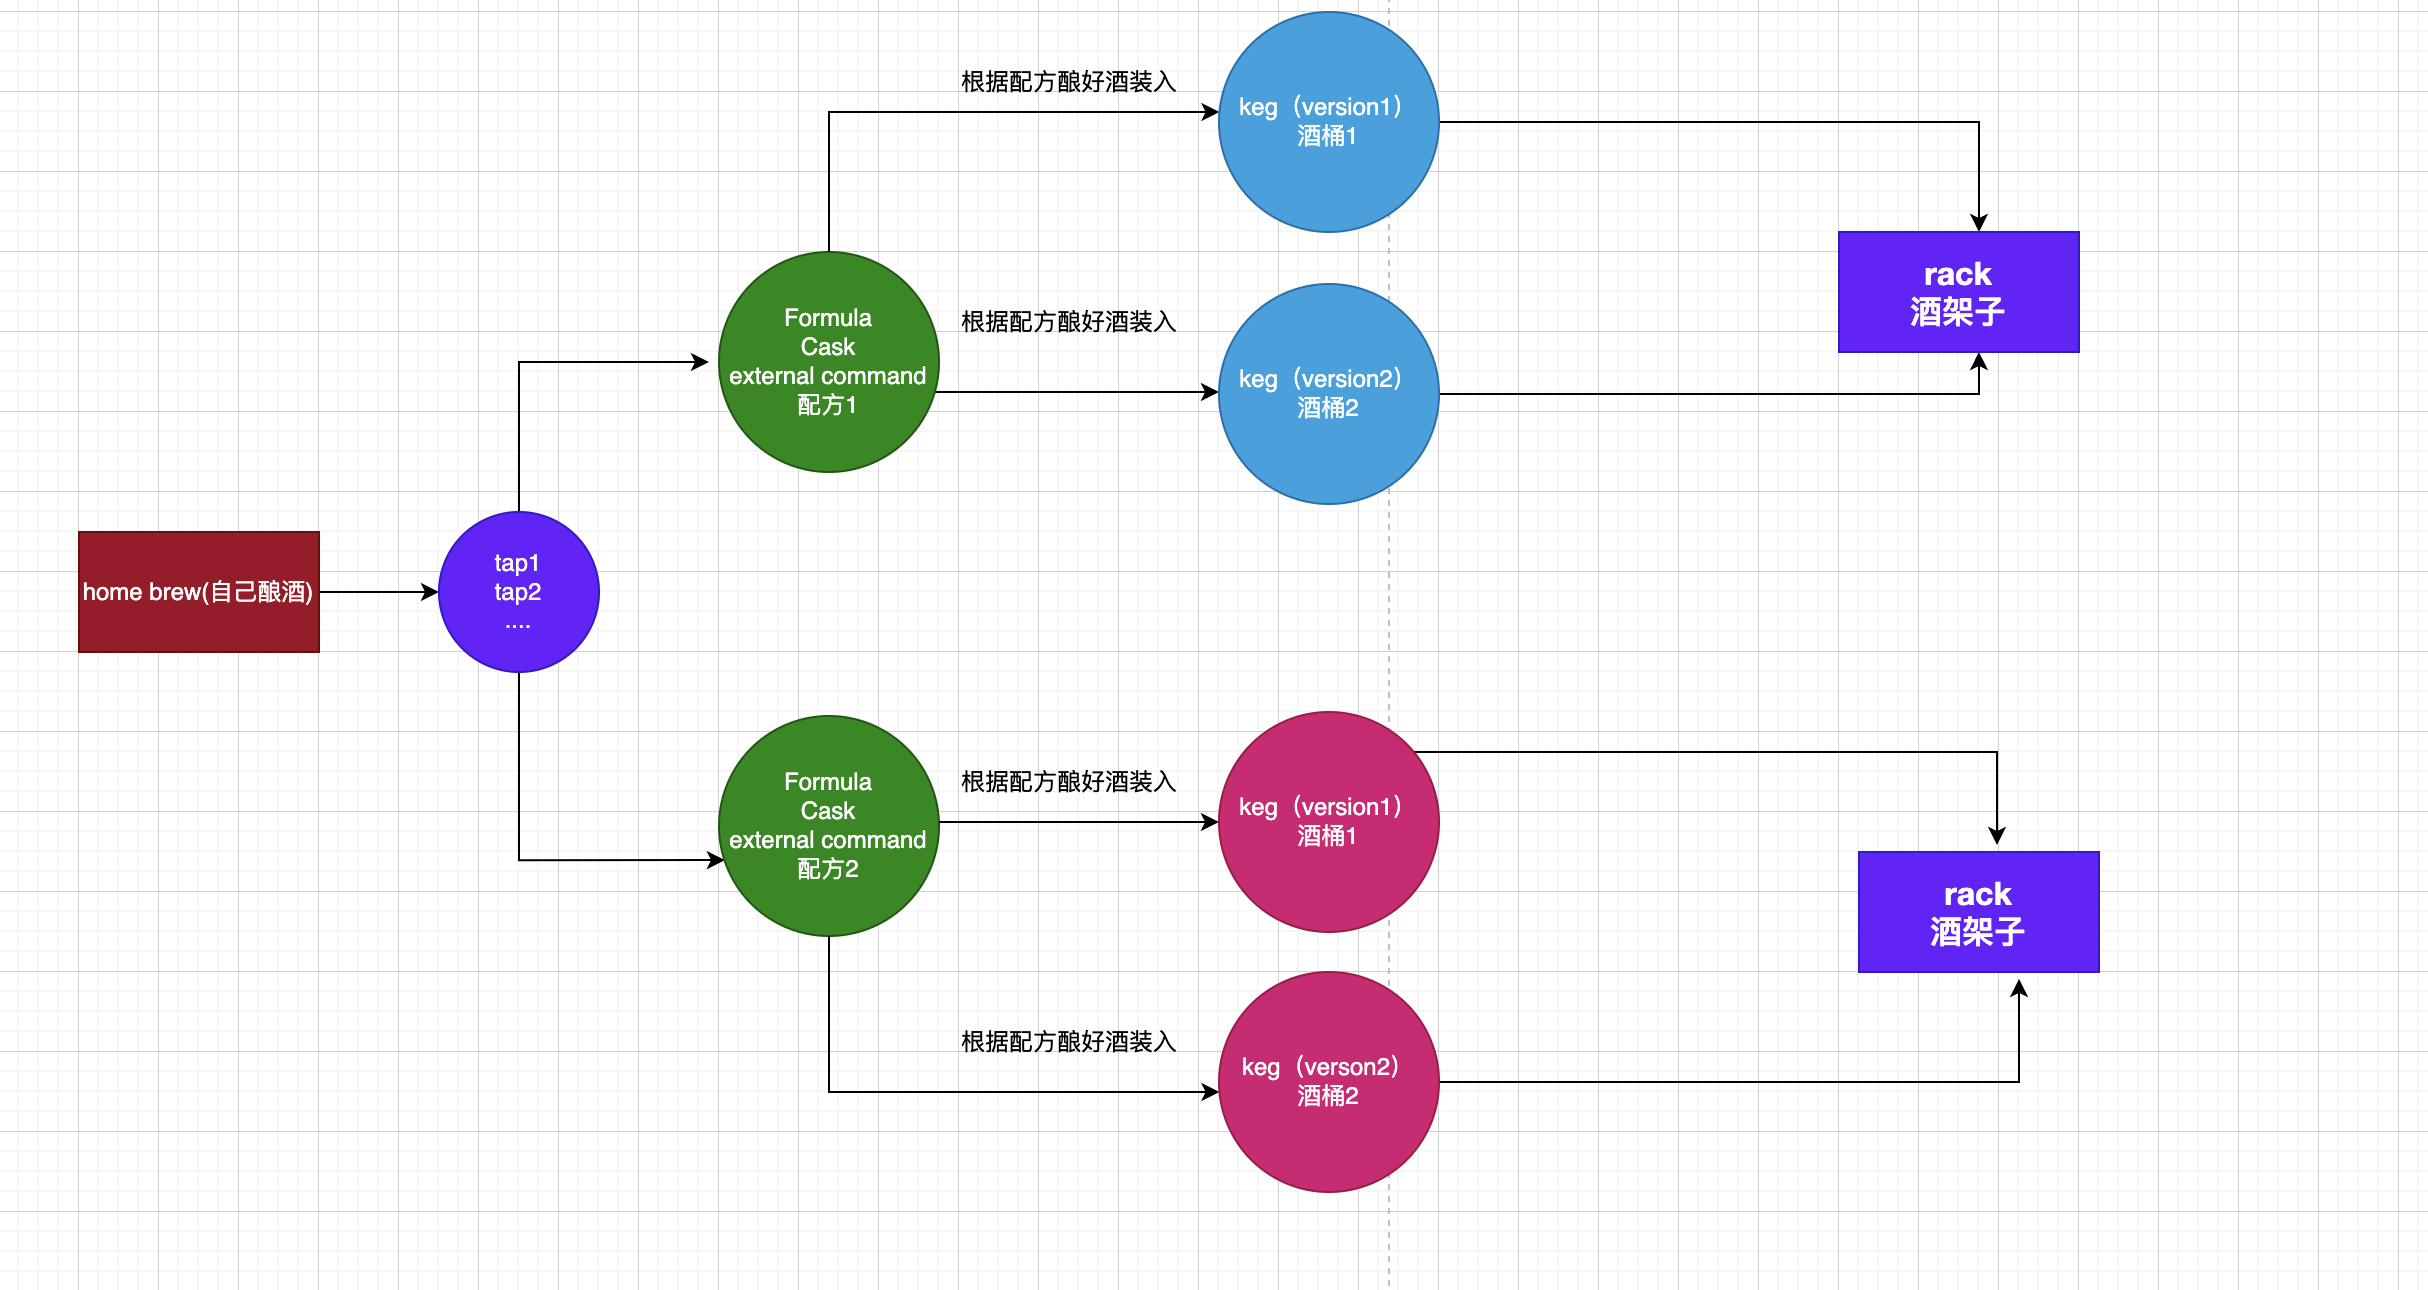 根据配方酿好酒装入
keg（version1）
酒桶1
Formula
Cask
external command
配方1
根据配方酿好酒装入
keg（version2）
酒桶2
rack
酒架子
home brew(自己酿酒)
tap1
tap2
....
Formula
Cask
external command
配方2
根据配方酿好酒装入
keg（version1）
酒桶1
rack
酒架子
根据配方酿好酒装入
keg（verson2）
酒桶2